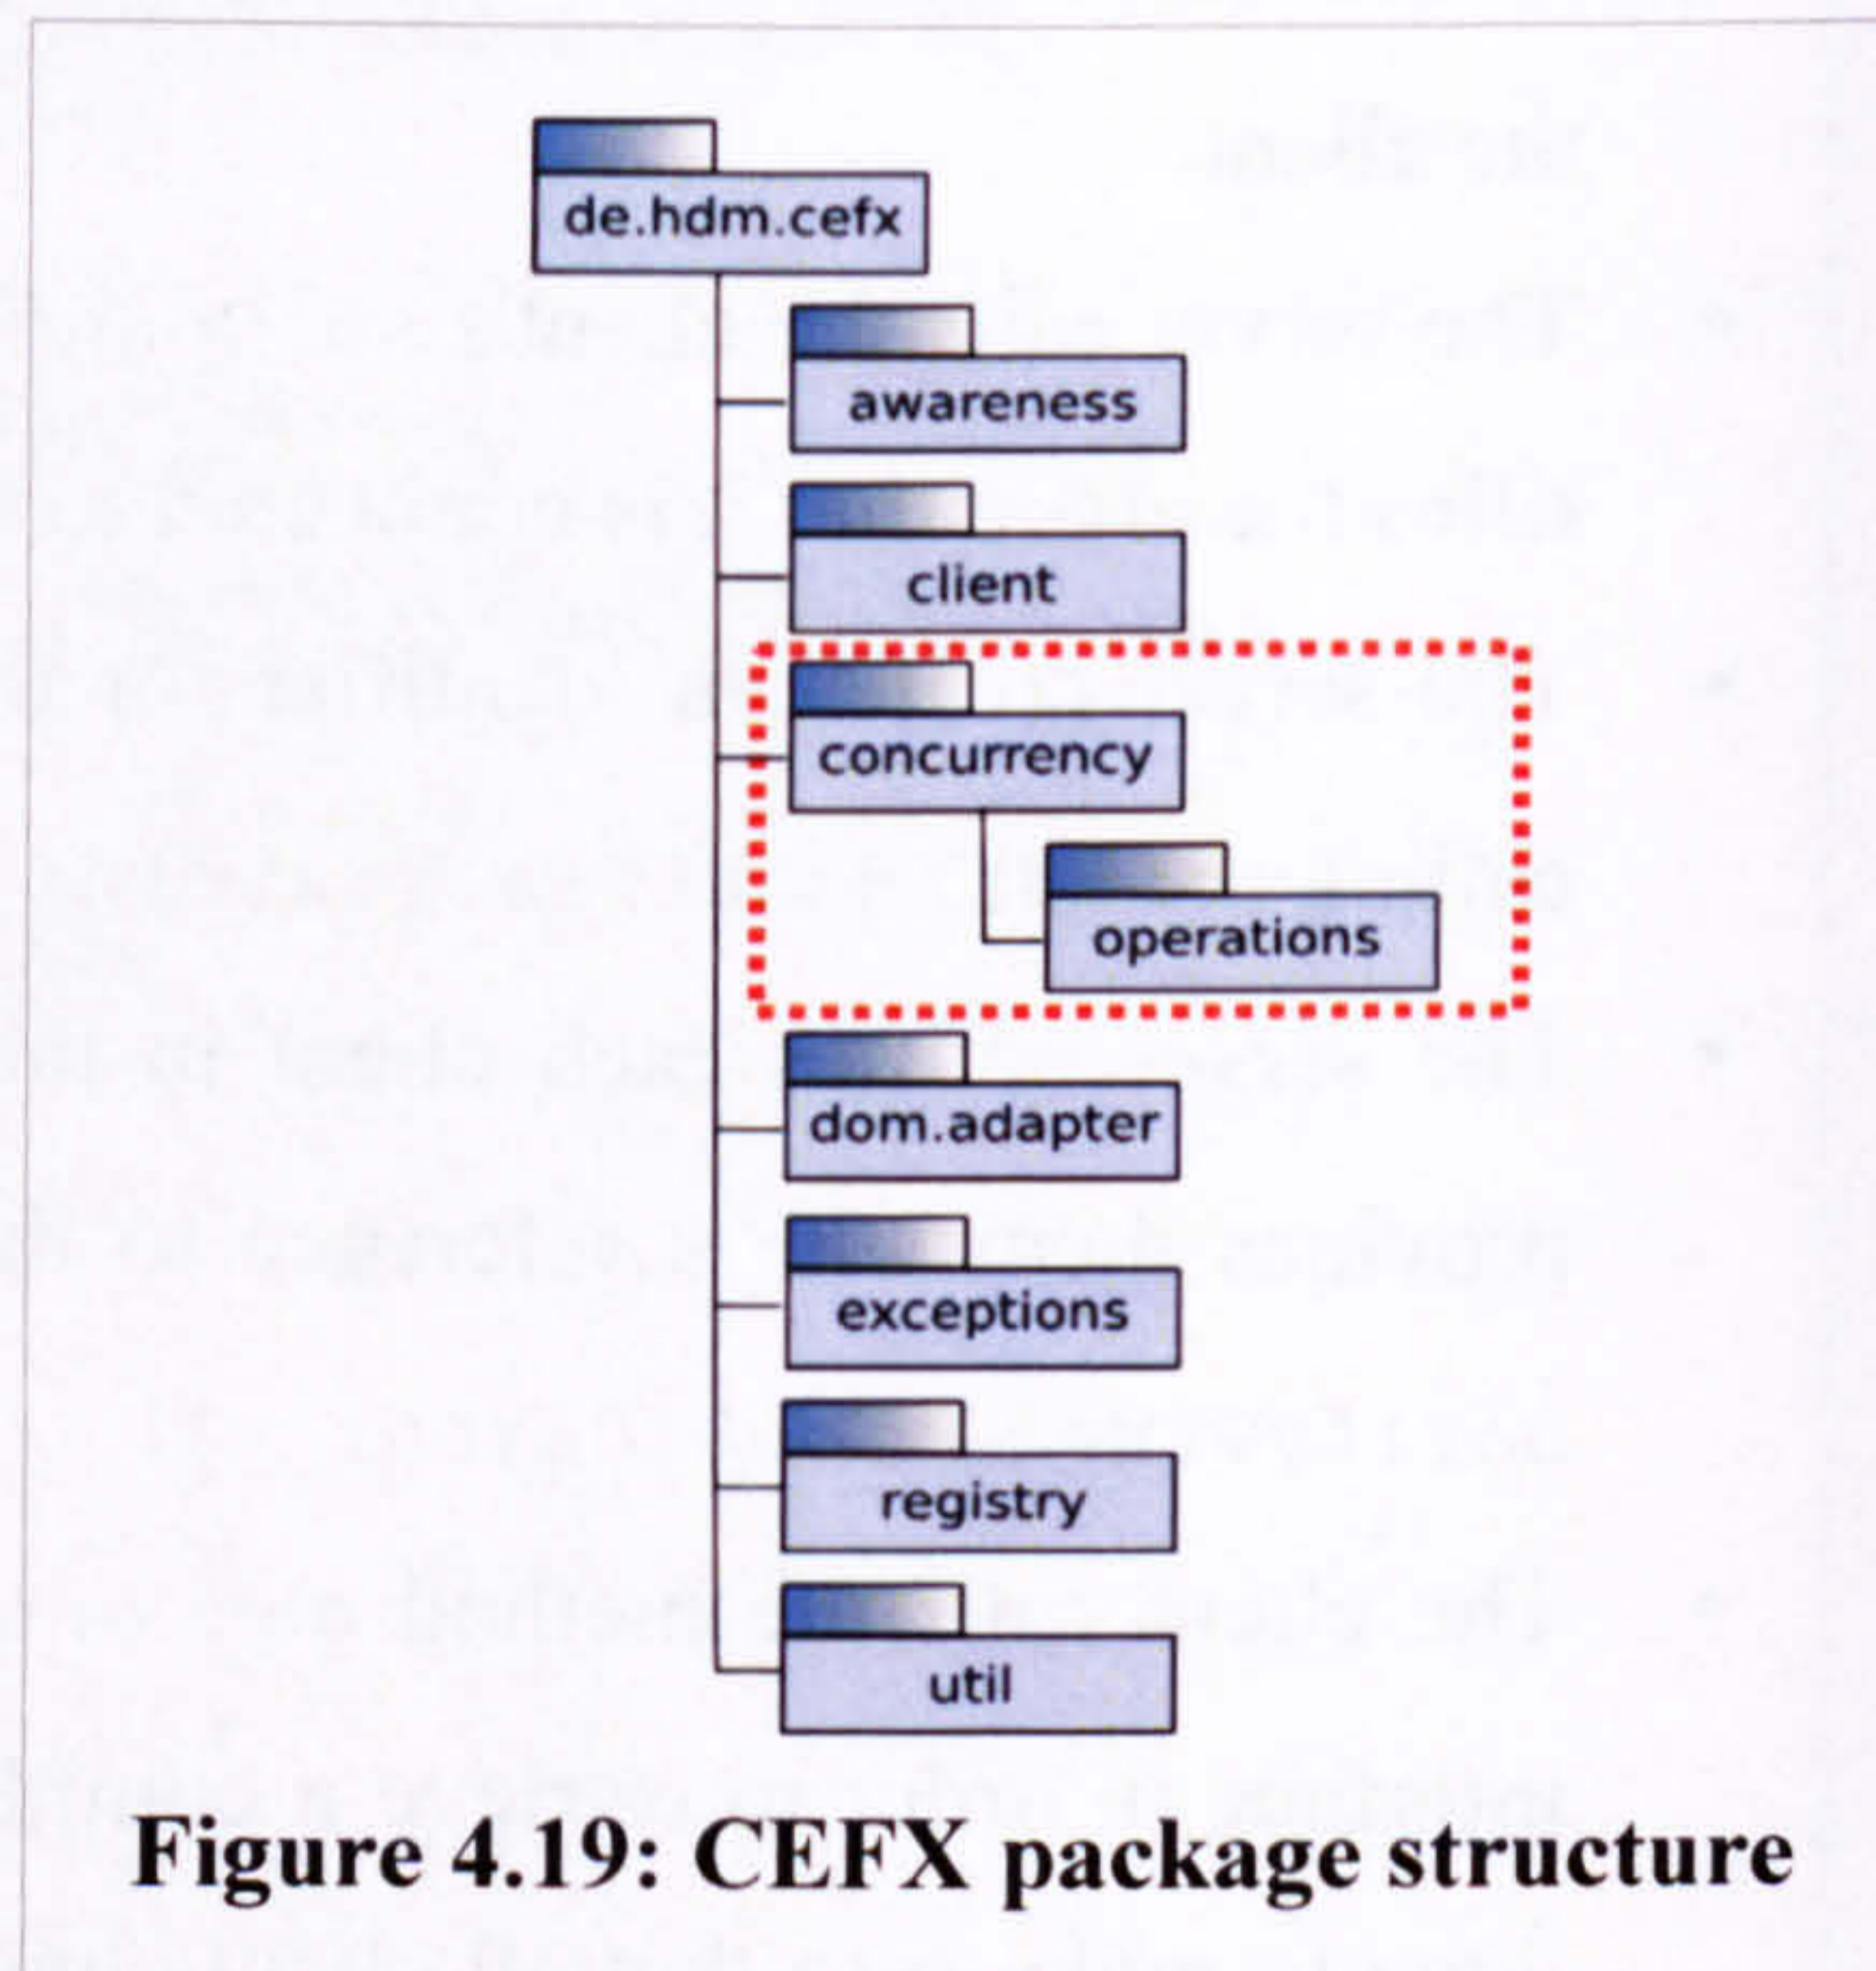 de.hdm.cefx
awareness
client
concurrency
operations
dom.adapter
exceptions
registry
util
Figure 4.19: CEFX package structure